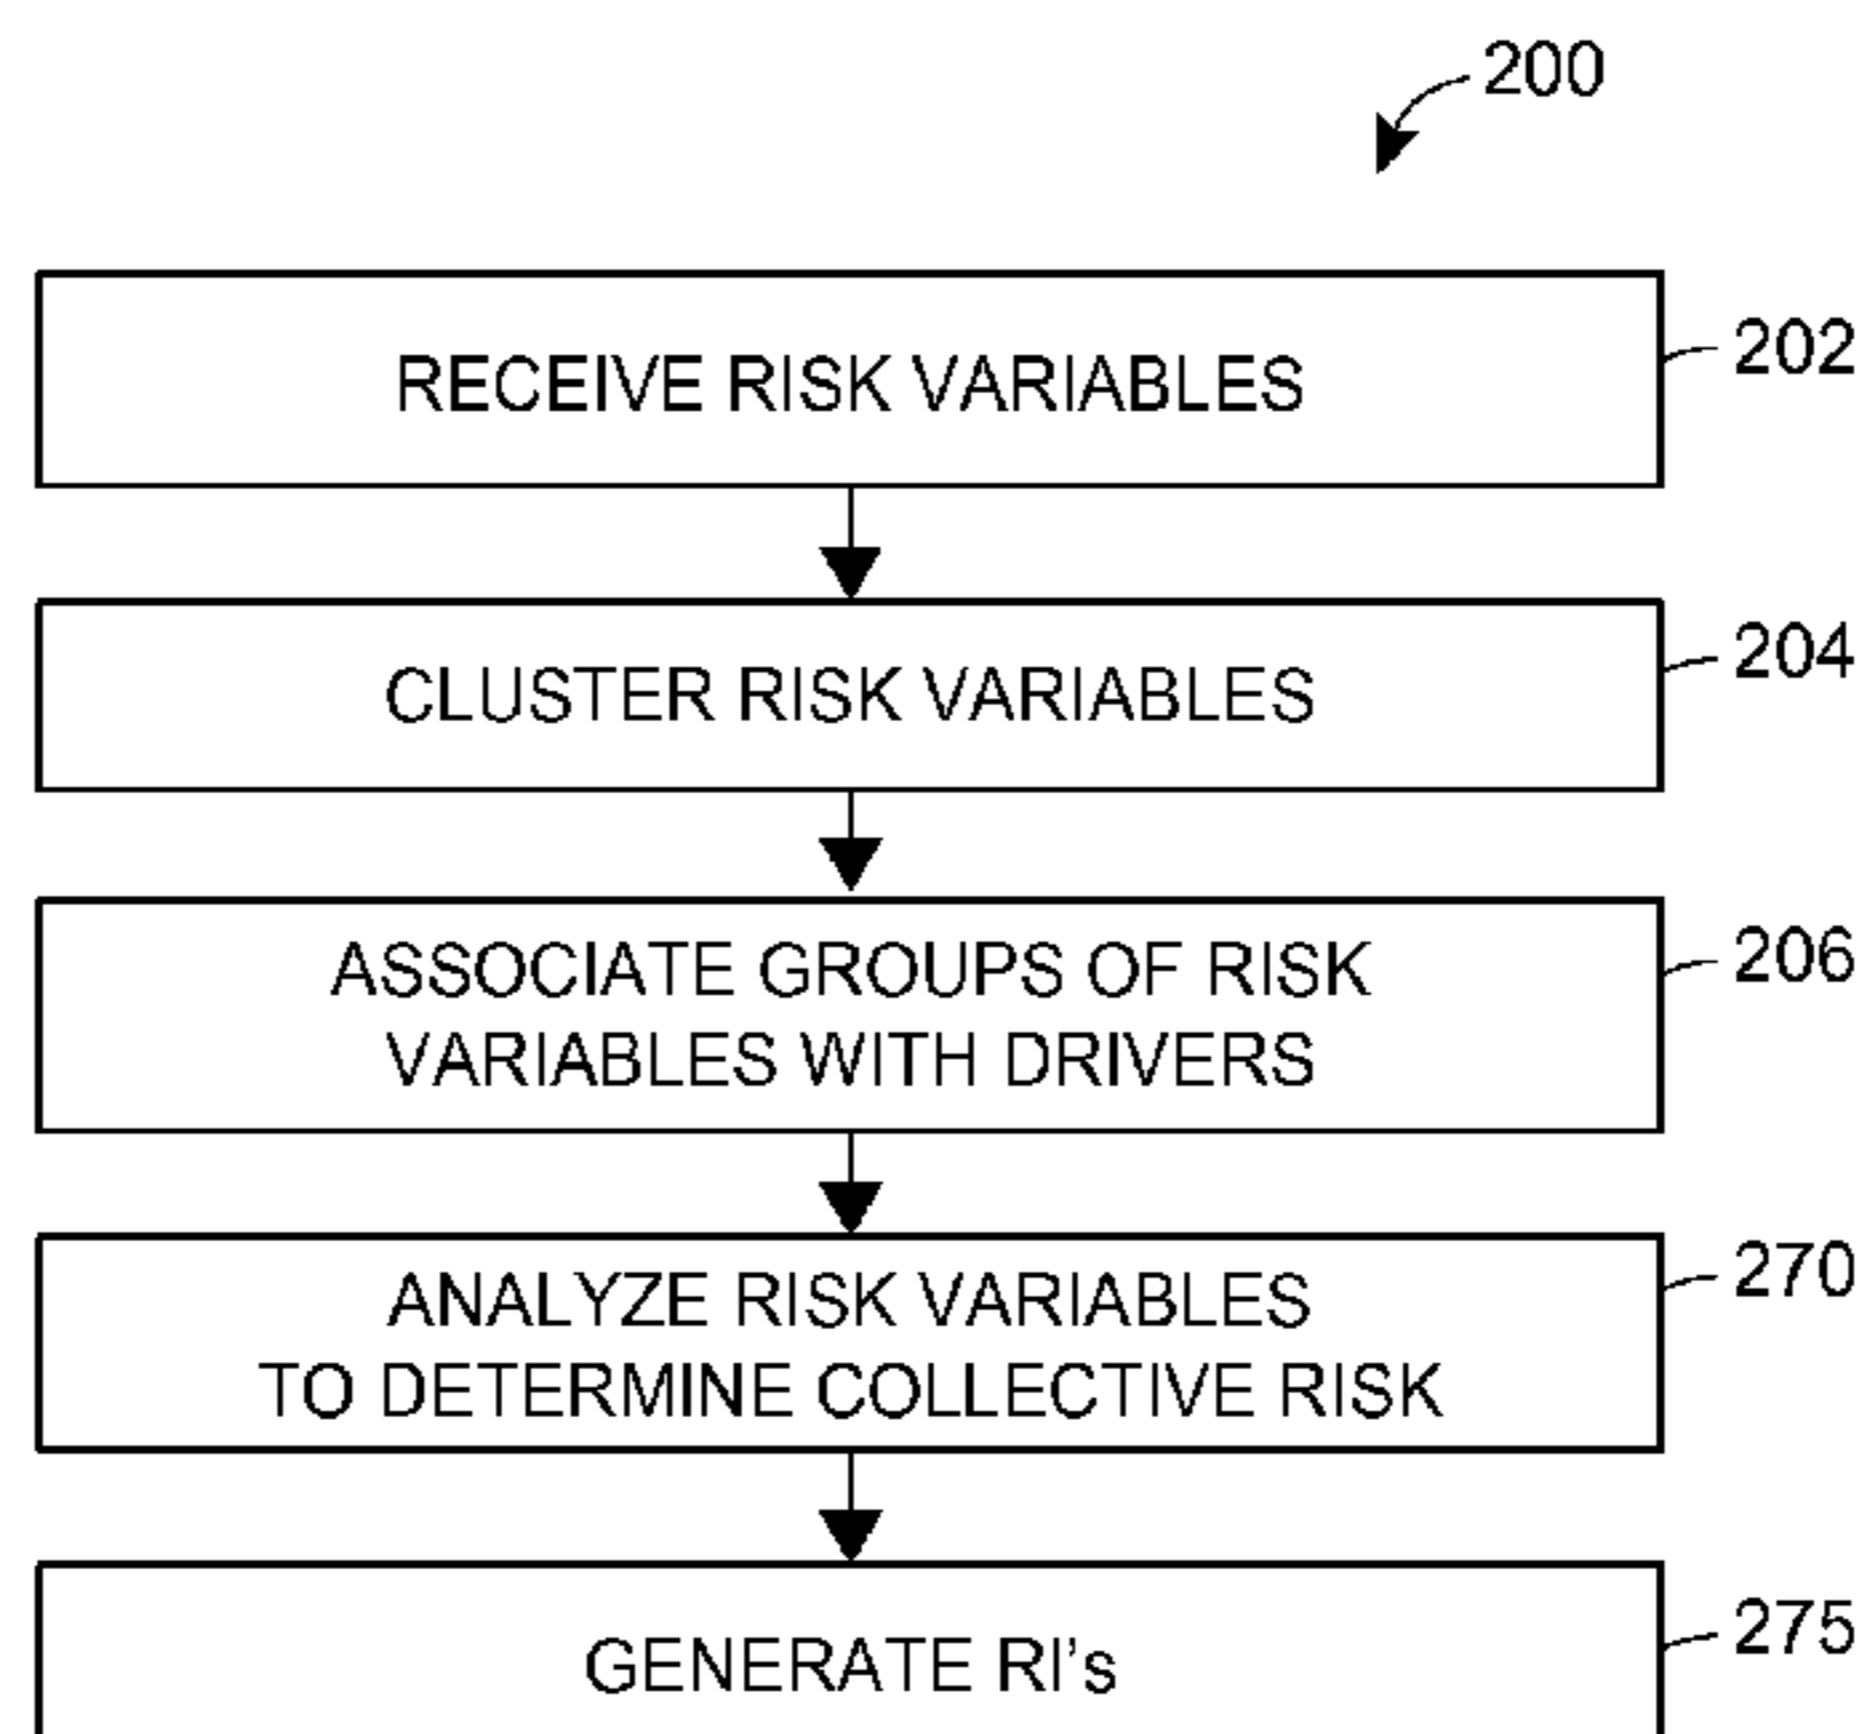 200
RECEIVE RISK VARIABLES
202
CLUSTER RISK VARIABLES
204
ASSOCIATE GROUPS OF RISK
VARIABLES WITH DRIVERS
206
ANALYZE RISK VARIABLES
TO DETERMINE COLLECTIVE RISK
270
GENERATE RI's
275